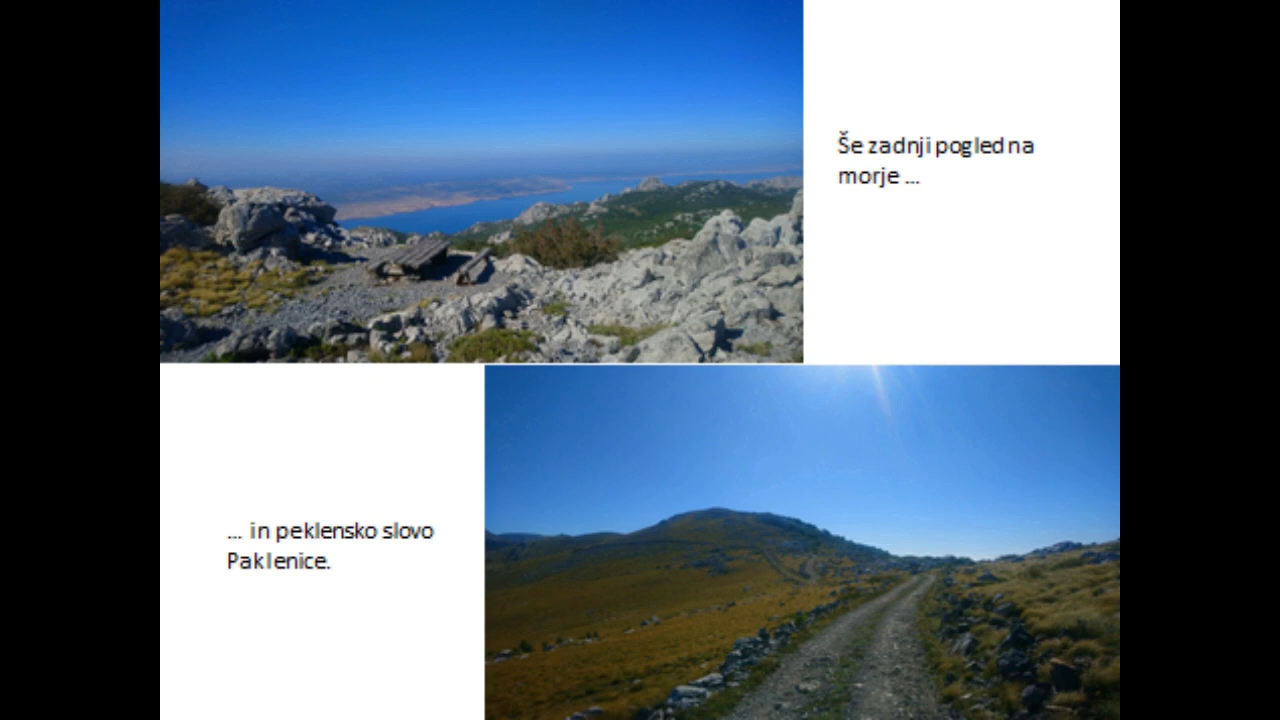 Še zadnji pogled na
morje ...
... in peklensko slovo
Paklenice.